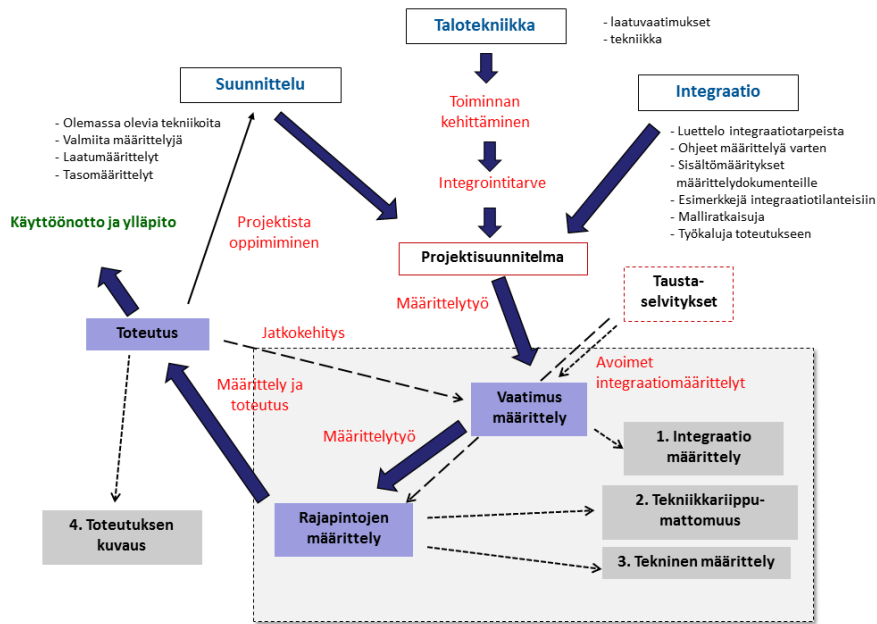 Talotekniikka
- laatuvaatimukset
- tekniikka
Suunnittelu
- Olemassa olevia tekniikoita
- Valmiita määrittelyjä
- Laatumäärittelyt
- Tasomäärittelyt
Toiminnan
kehittäminen
Integrointitarve
Integraatio
- Luettelo integraatiotarpeista
- Ohjeet määrittelyä varten
- Sisältömääritykset
määrittelydokumenteille
- Esimerkkejä integraatiotilanteisiin
- Malliratkaisuja
- Työkaluja toteutukseen
Käyttöönotto ja ylläpito
Projektista
oppimiminen
Projektisuunnitelma
Määrittelytyö
Tausta-
selvitykset
Toteutus
Jatkokehitys
Avoimet
integraatiomäärittelyt
Määrittely ja
toteutus
Vaatimus
määrittely
Määrittelytyö
1. Integraatio
määrittely
4. Toteutuksen
kuvaus
Rajapintojen
määrittely
2. Tekniikkariippu-
mattomuus
3. Tekninen määrittely